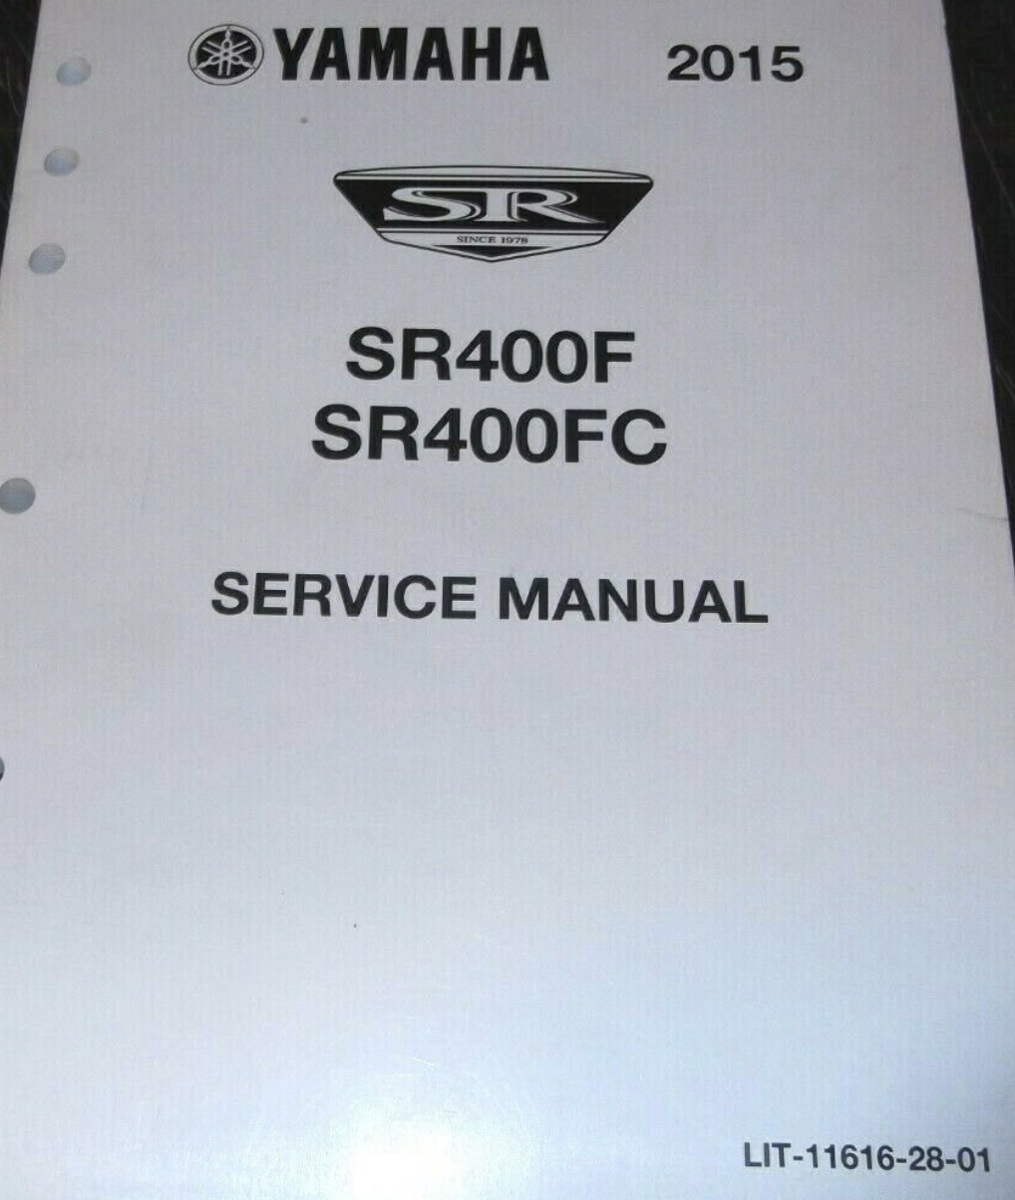 YAMAHA 2015
SR
SINCE 1978
SR400F
SR400FC
SERVICE MANUAL
LIT-11616-28-01